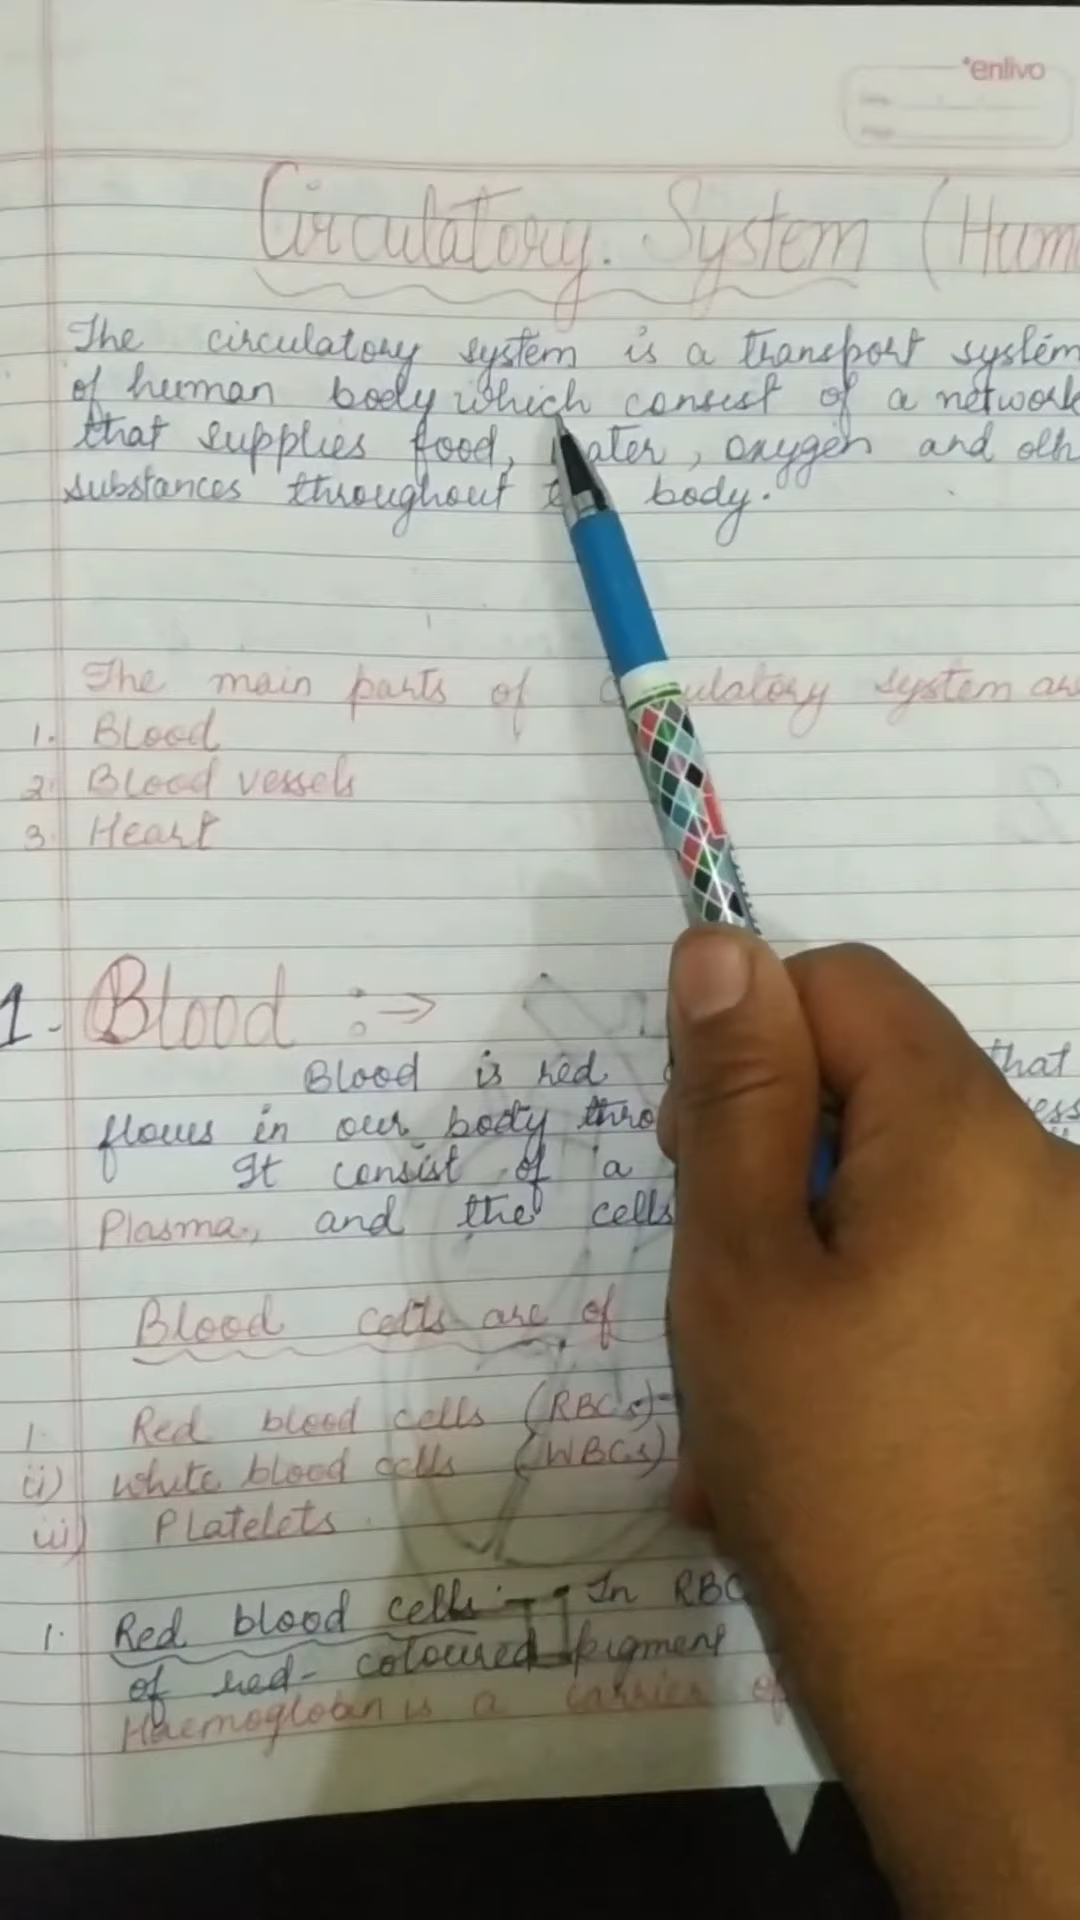 enlivo
Circulatory. System (Hum
The circulatory system is a transport system
of human body which consist of a network
that supplies food, ater, oxygen and oth
substances throughout t body.
The main parts of C ulatory system are
1. Blood
2. Blood vessels
3. Heart
1. Blood :→
Blood is red that
flows in our body thro ess
It consist of a
Plasma, and the cells
Blood cells are of
1. Red blood cells (RBCs)-
ii) white blood cells (WBCs)
iii) Platelets.
1. Red blood cells:- In RBC
of red- coloured pigment
Haemoglobin is a carrier of